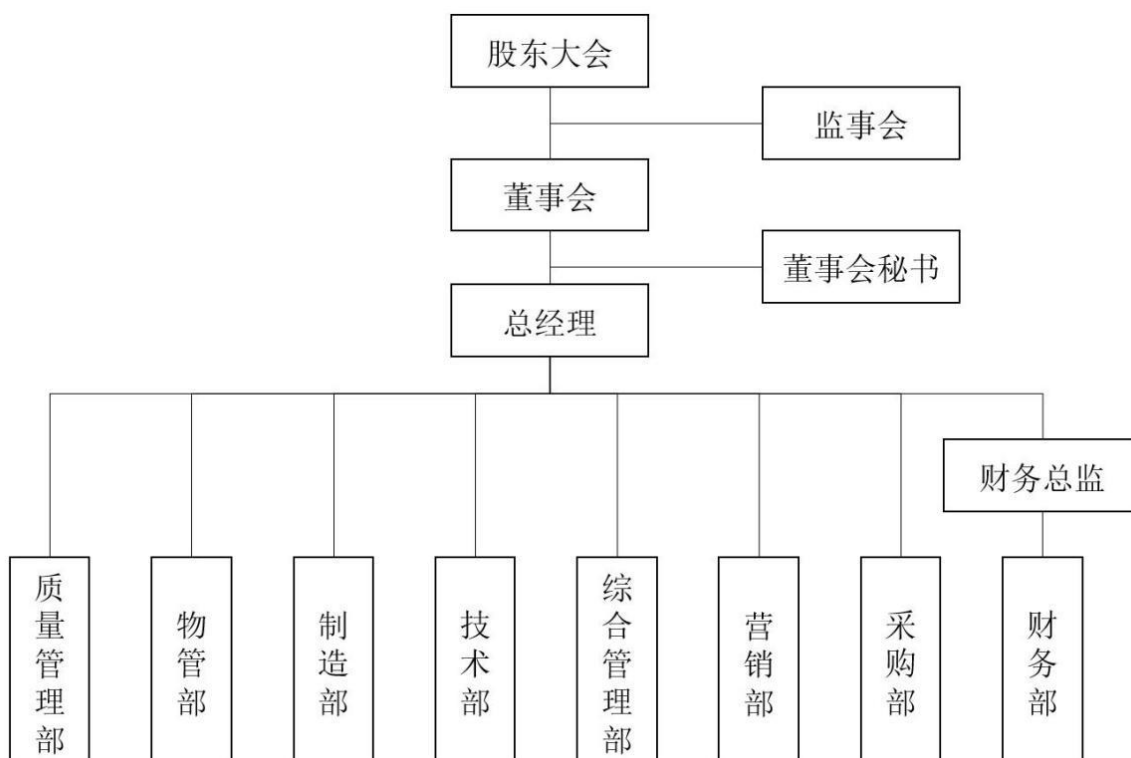 股东大会
监事会
董事会
董事会秘书
总经理
财务总监
质量管理部
物管部
制造部
技术部
综合管理部
营销部
采购部
财务部